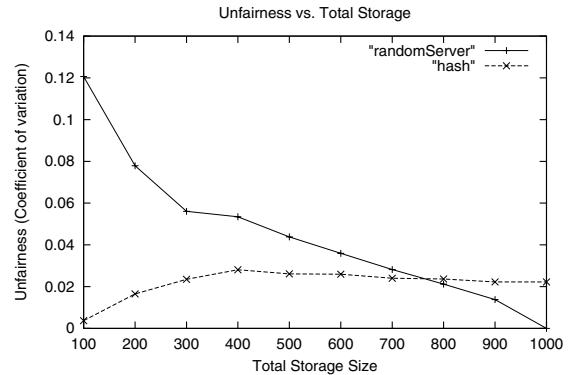 Unfairness vs. Total Storage
0.14
0.12
0.1
0.08
0.06
0.04
0.02
0
Unfairness (Coefficient of variation)
"randomServer"
"hash"
100 200 300 400 500 600 700 800 900 1000
Total Storage Size